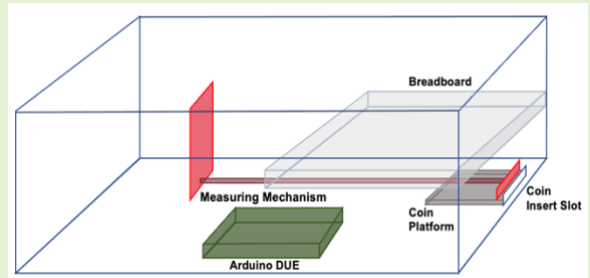 Breadboard
Measuring Mechanism
Coin
Insert Slot
Coin
Platform
Arduino DUE